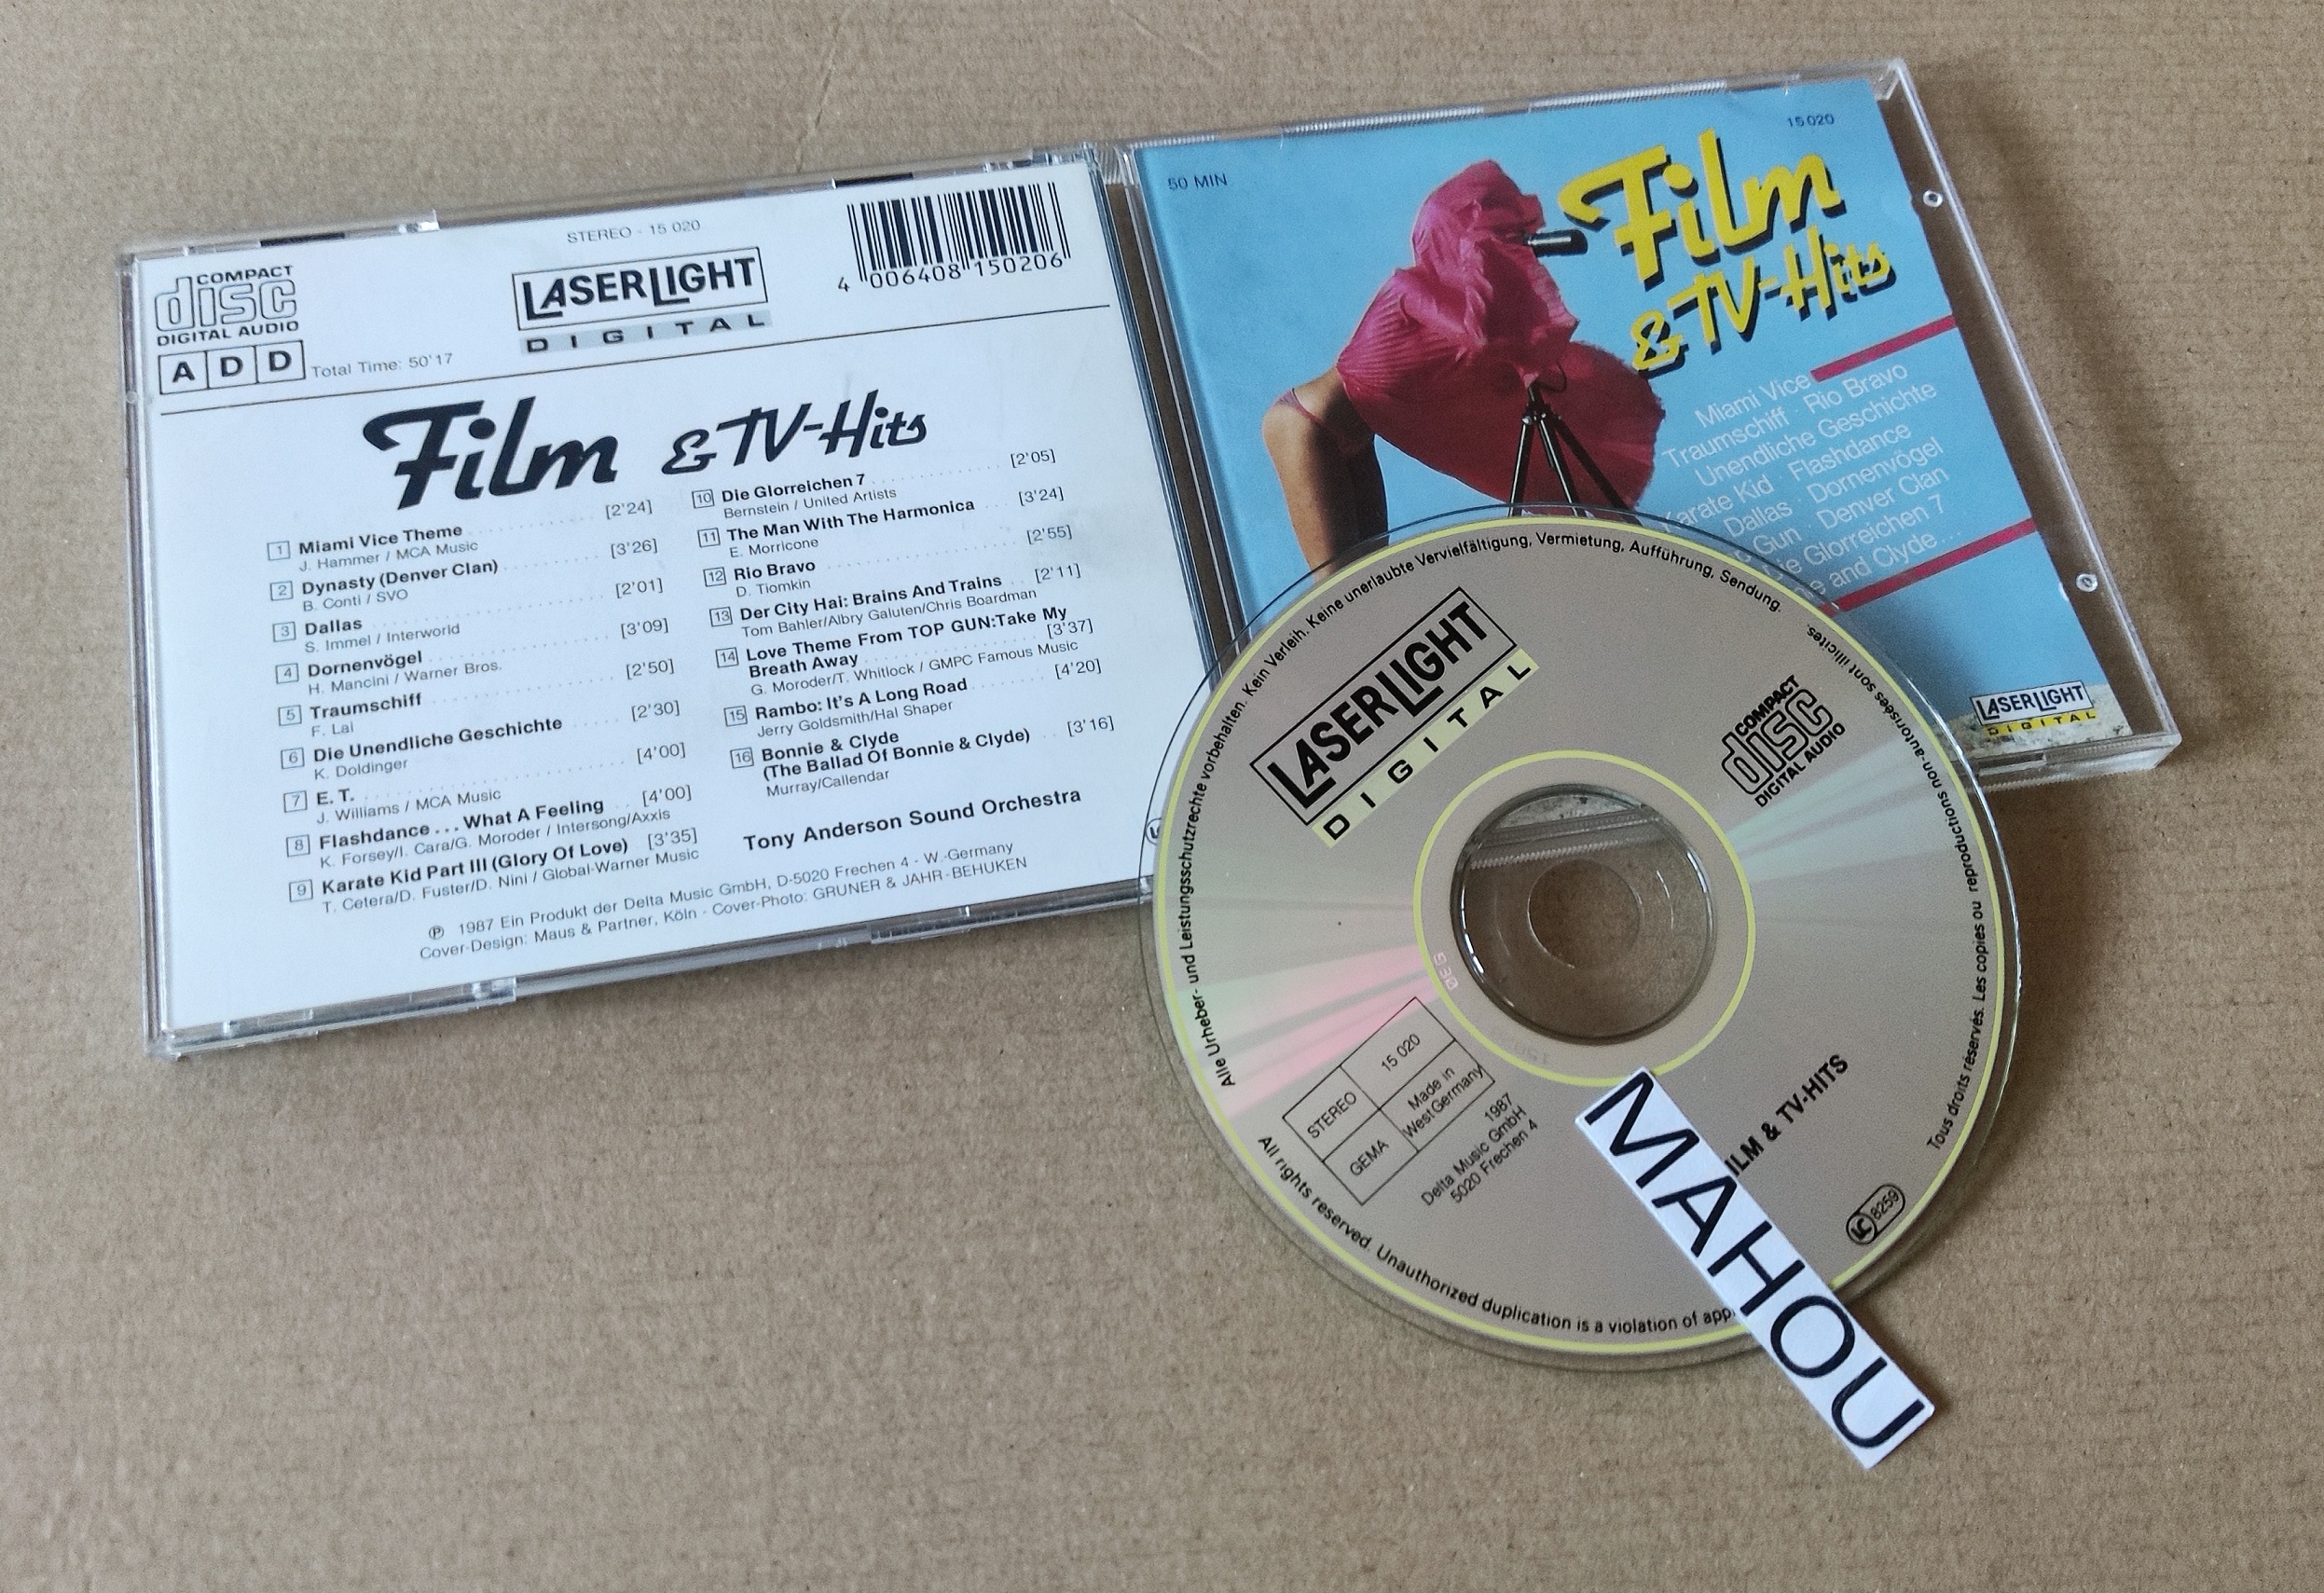 STEREO - 15 020
COMPACT
disc
DIGITAL AUDIO
ADD
Total Time: 50'17
LASERLIGHT
DIGITAL
4 006408 150206
Film & TV-Hits
1 Miami Vice Theme [2'24]
J. Hammer / MCA Music
2 Dynasty (Denver Clan) [3'26]
B. Conti / SVO
3 Dallas [2'01]
S. Immel / Interworld
4 Dornenvögel [3'09]
H. Mancini / Warner Bros.
5 Traumschiff [2'50]
F. Lai
6 Die Unendliche Geschichte [2'30]
K. Doldinger
7 E. T. [4'00]
J. Williams / MCA Music
8 Flashdance ... What A Feeling [4'00]
K. Forsey/I. Cara/G. Moroder / Intersong/Axxis
9 Karate Kid Part III (Glory Of Love) [3'35]
T. Cetera/D. Fuster/D. Nini / Global-Warner Music
10 Die Glorreichen 7 [2'05]
Bernstein / United Artists
11 The Man With The Harmonica [3'24]
E. Morricone
12 Rio Bravo [2'55]
D. Tiomkin
13 Der City Hai: Brains And Trains [2'11]
Tom Bahler/Albry Galuten/Chris Boardman
14 Love Theme From TOP GUN:Take My
Breath Away [3'37]
G. Moroder/T. Whitlock / GMPC Famous Music
15 Rambo: It's A Long Road [4'20]
Jerry Goldsmith/Hal Shaper
16 Bonnie & Clyde
(The Ballad Of Bonnie & Clyde) [3'16]
Murray/Callendar
Tony Anderson Sound Orchestra
℗ 1987 Ein Produkt der Delta Music GmbH, D-5020 Frechen 4 - W.-Germany
Cover-Design: Maus & Partner, Köln - Cover-Photo: GRUNER & JAHR-BEHUKEN
50 MIN
15 020
Film
& TV-Hits
Miami Vice
Traumschiff · Rio Bravo
Unendliche Geschichte
Karate Kid · Flashdance
Dallas · Dornenvögel
Gun · Denver Clan
Die Glorreichen 7
and Clyde....
LASERLIGHT
DIGITAL
Alle Urheber- und Leistungsschutzrechte vorbehalten. Kein Verleih. Keine unerlaubte Vervielfältigung, Vermietung, Aufführung, Sendung.
LASERLIGHT
DIGITAL
COMPACT
disc
DIGITAL AUDIO
STEREO
15 020
GEMA
Made in
West Germany
1987
Delta Music GmbH
5020 Frechen 4
ILM & TV-HITS
LC 8259
All rights reserved. Unauthorized duplication is a violation of
Tous droits réservés. Les copies ou reproductions non-autorisées sont illicites.
MAHOU